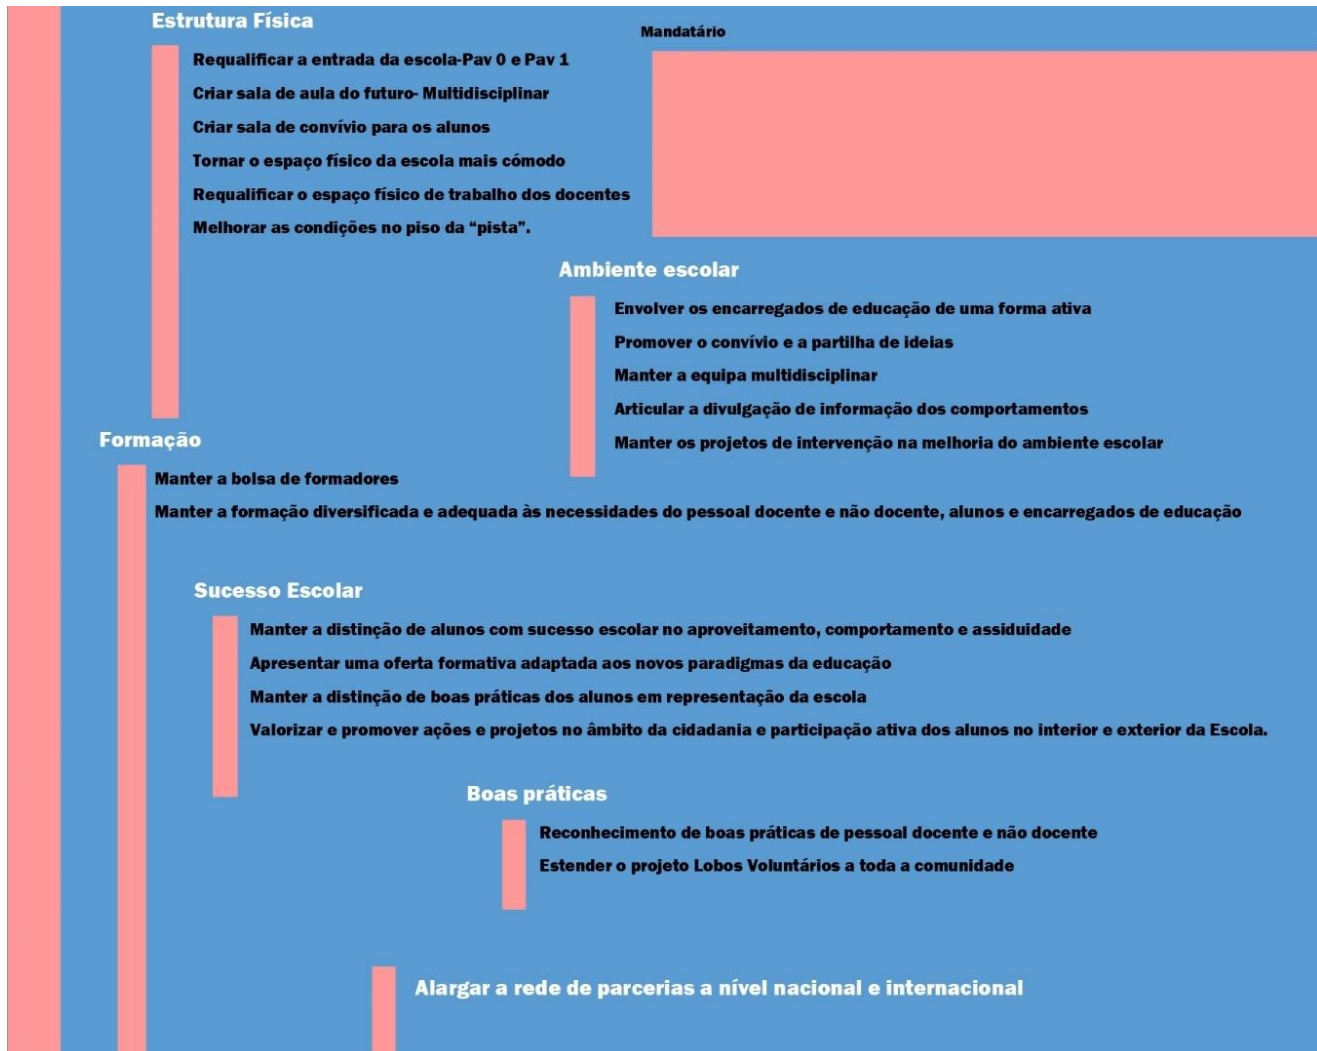 Estrutura Física
Mandatário
Requalificar a entrada da escola-Pav 0 e Pav 1
Criar sala de aula do futuro- Multidisciplinar
Criar sala de convívio para os alunos
Tornar o espaço físico da escola mais cómodo
Requalificar o espaço físico de trabalho dos docentes
Melhorar as condições no piso da “pista”.
Ambiente escolar
Envolver os encarregados de educação de uma forma ativa
Promover o convívio e a partilha de ideias
Manter a equipa multidisciplinar
Articular a divulgação de informação dos comportamentos
Manter os projetos de intervenção na melhoria do ambiente escolar
Formação
Manter a bolsa de formadores
Manter a formação diversificada e adequada às necessidades do pessoal docente e não docente, alunos e encarregados de educação
Sucesso Escolar
Manter a distinção de alunos com sucesso escolar no aproveitamento, comportamento e assiduidade
Apresentar uma oferta formativa adaptada aos novos paradigmas da educação
Manter a distinção de boas práticas dos alunos em representação da escola
Valorizar e promover ações e projetos no âmbito da cidadania e participação ativa dos alunos no interior e exterior da Escola.
Boas práticas
Reconhecimento de boas práticas de pessoal docente e não docente
Estender o projeto Lobos Voluntários a toda a comunidade
Alargar a rede de parcerias a nível nacional e internacional